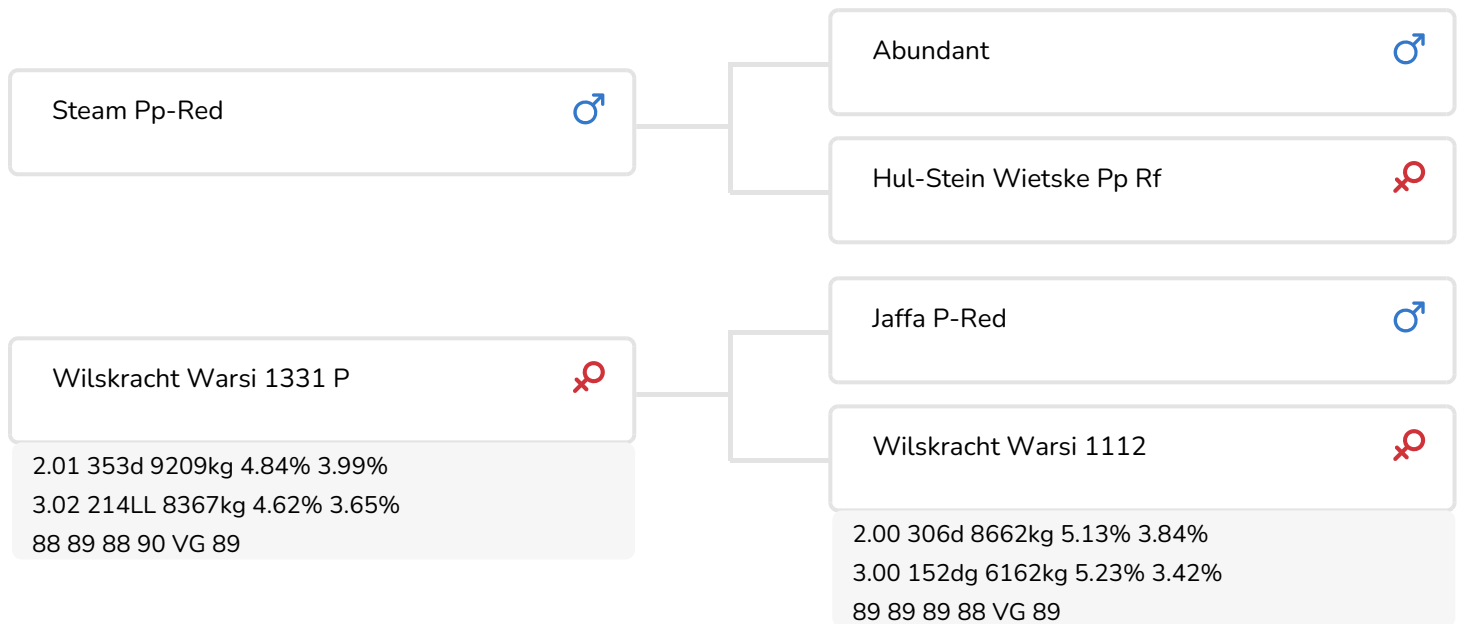 Abundant
Steam Pp-Red
Hul-Stein Wietske Pp Rf
Jaffa P-Red
Wilskracht Warsi 1331 P
2.01 353d 9209kg 4.84% 3.99%
3.02 214LL 8367kg 4.62% 3.65%
88 89 88 90 VG 89
Wilskracht Warsi 1112
2.00 306d 8662kg 5.13% 3.84%
3.00 152dg 6162kg 5.23% 3.42%
89 89 89 88 VG 89